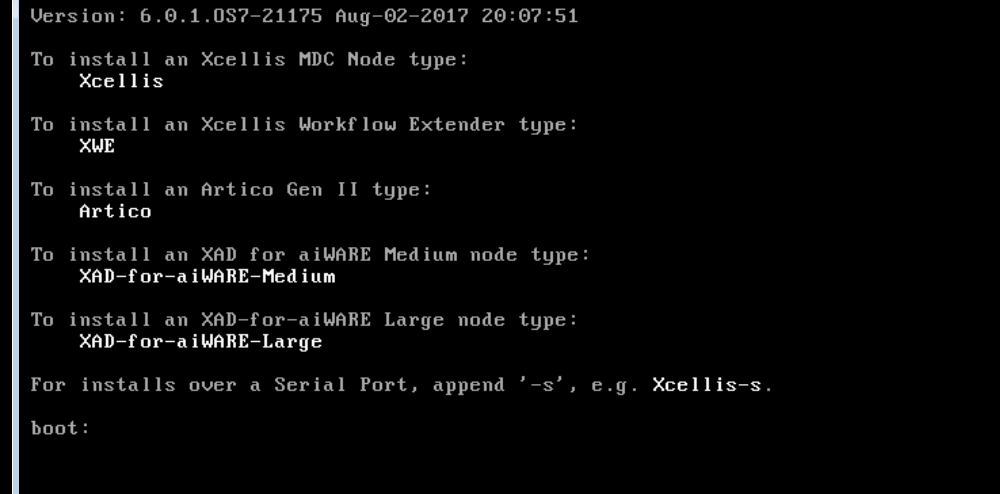 Version: 6.0.1.OS7-21175 Aug-02-2017 20:07:51
To install an Xcellis MDC Node type:
Xcellis
To install an Xcellis Workflow Extender type:
XWE
To install an Artico Gen II type:
Artico
To install an XAD for aiWARE Medium node type:
XAD-for-aiWARE-Medium
To install an XAD-for-aiWARE Large node type:
XAD-for-aiWARE-Large
For installs over a Serial Port, append '-s', e.g. Xcellis-s.
boot: